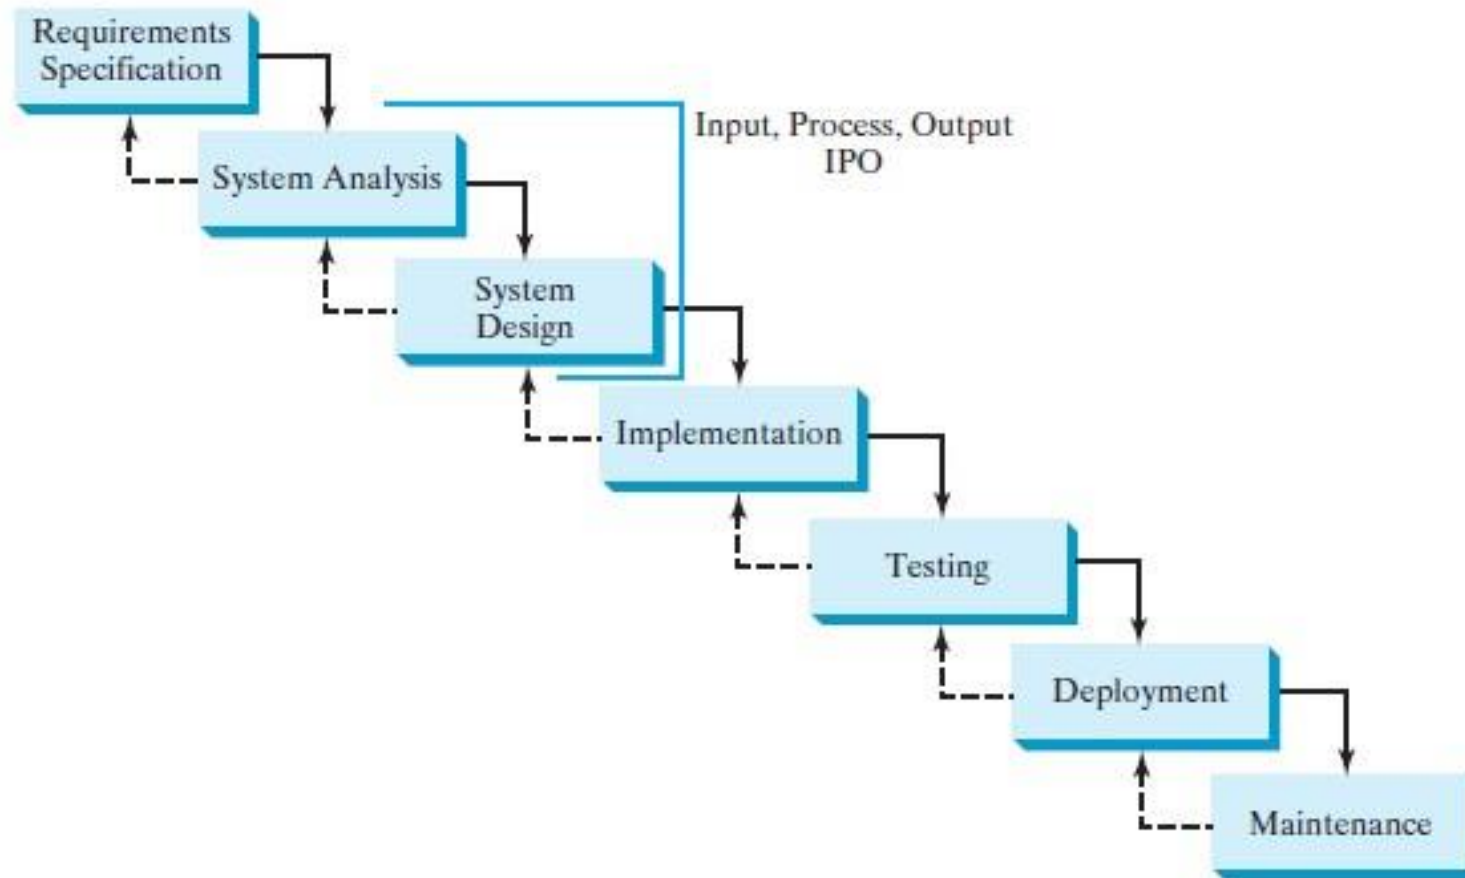 Requirements
Specification
Input, Process, Output
IPO
System Analysis
System
Design
Implementation
Testing
Deployment
Maintenance